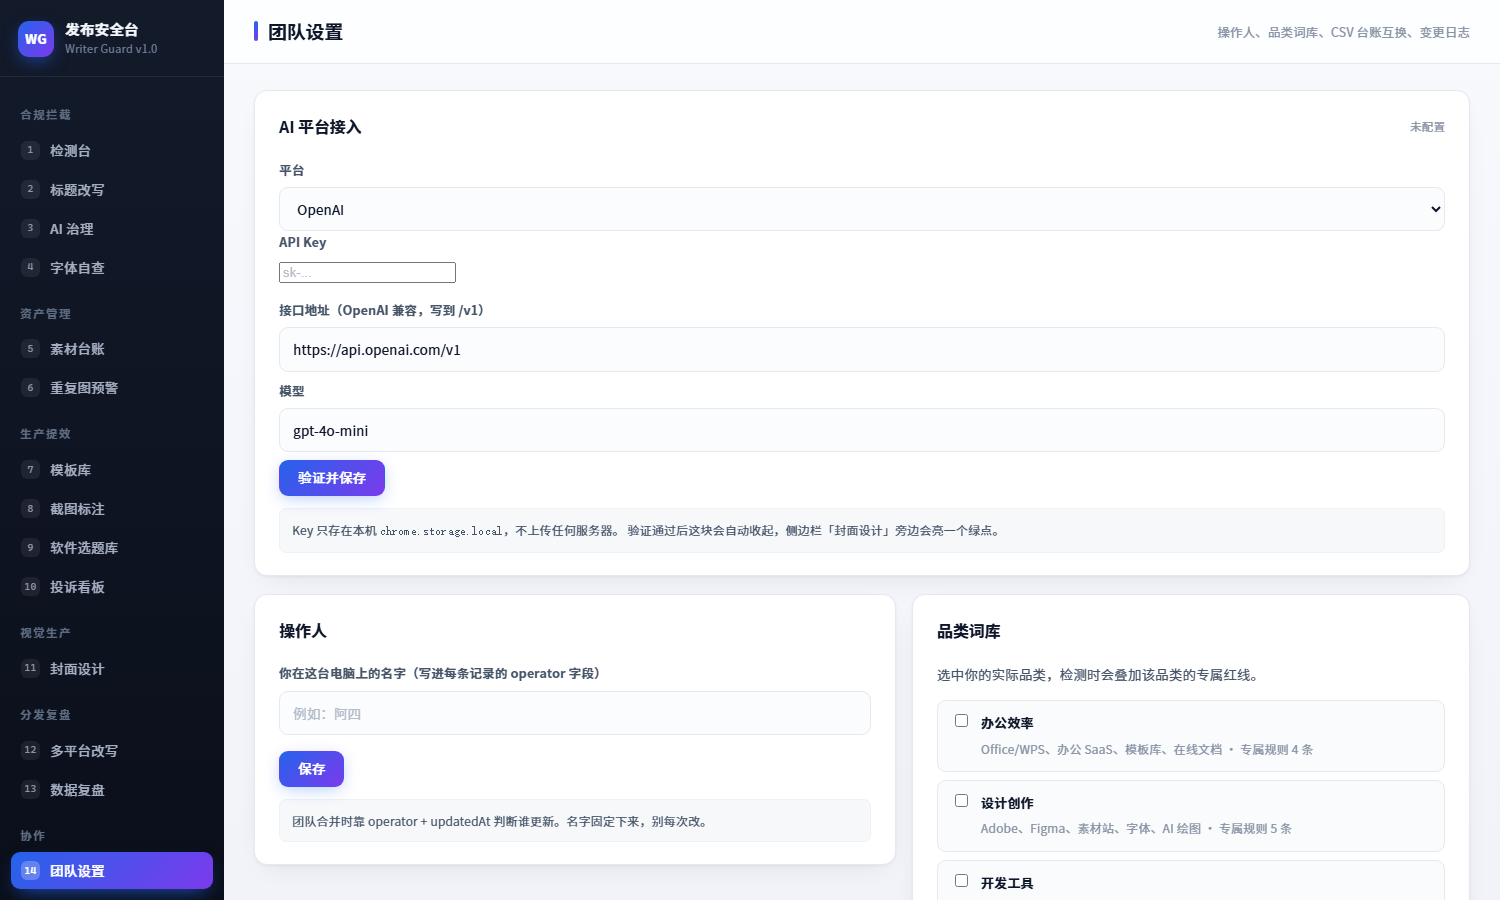 WG
发布安全台
Writer Guard v1.0
合规拦截
1 检测台
2 标题改写
3 AI 治理
4 字体自查
资产管理
5 素材台账
6 重复图预警
生产提效
7 模板库
8 截图标注
9 软件选题库
10 投诉看板
视觉生产
11 封面设计
分发复盘
12 多平台改写
13 数据复盘
协作
14 团队设置
团队设置
操作人、品类词库、CSV 台账互换、变更日志
AI 平台接入
未配置
平台
OpenAI
API Key
sk-...
接口地址（OpenAI 兼容，写到 /v1）
https://api.openai.com/v1
模型
gpt-4o-mini
验证并保存
Key 只存在本机 chrome.storage.local，不上传任何服务器。 验证通过后这块会自动收起，侧边栏「封面设计」旁边会亮一个绿点。
操作人
你在这台电脑上的名字（写进每条记录的 operator 字段）
例如：阿四
保存
团队合并时靠 operator + updatedAt 判断谁更新。名字固定下来，别每次改。
品类词库
选中你的实际品类，检测时会叠加该品类的专属红线。
办公效率
Office/WPS、办公 SaaS、模板库、在线文档 · 专属规则 4 条
设计创作
Adobe、Figma、素材站、字体、AI 绘图 · 专属规则 5 条
开发工具